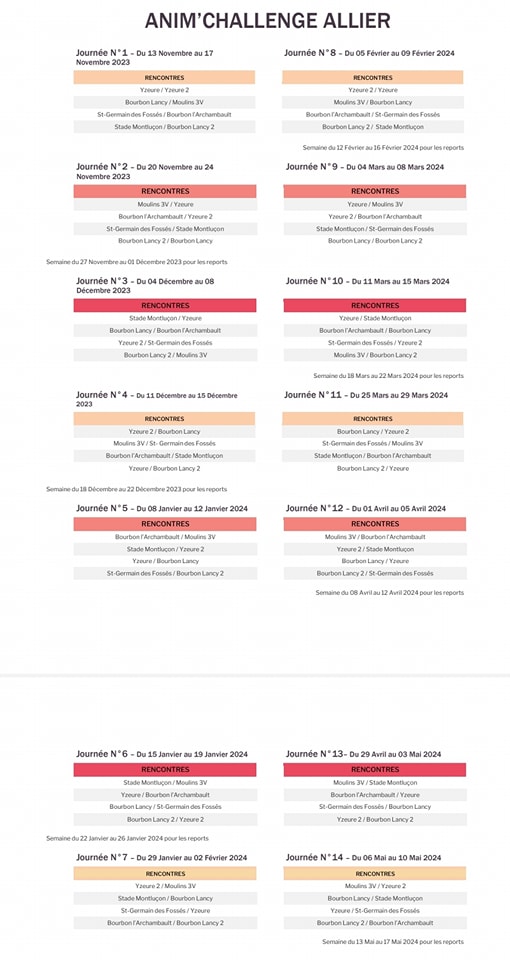 ANIM'CHALLENGE ALLIER
Journée N°1 – Du 13 Novembre au 17
Novembre 2023
RENCONTRES
Yzeure / Yzeure 2
Bourbon Lancy / Moulins 3V
St-Germain des Fossés / Bourbon l'Archambault
Stade Montluçon / Bourbon Lancy 2
Journée N°8 – Du 05 Février au 09 Février 2024
RENCONTRES
Yzeure 2 / Yzeure
Moulins 3V / Bourbon Lancy
Bourbon l'Archambault / St-Germain des Fossés
Bourbon Lancy 2 / Stade Montluçon
Semaine du 12 Février au 16 Février 2024 pour les reports
Journée N°2 – Du 20 Novembre au 24
Novembre 2023
RENCONTRES
Moulins 3V / Yzeure
Bourbon l'Archambault / Yzeure 2
St-Germain des Fossés / Stade Montluçon
Bourbon Lancy 2 / Bourbon Lancy
Semaine du 27 Novembre au 01 Décembre 2023 pour les reports
Journée N°9 – Du 04 Mars au 08 Mars 2024
RENCONTRES
Yzeure / Moulins 3V
Yzeure 2 / Bourbon l'Archambault
Stade Montluçon / St-Germain des Fossés
Bourbon Lancy / Bourbon Lancy 2
Journée N°3 – Du 04 Décembre au 08
Décembre 2023
RENCONTRES
Stade Montluçon / Yzeure
Bourbon Lancy / Bourbon l'Archambault
Yzeure 2 / St-Germain des Fossés
Bourbon Lancy 2 / Moulins 3V
Journée N°10 – Du 11 Mars au 15 Mars 2024
RENCONTRES
Yzeure / Stade Montluçon
Bourbon l'Archambault / Bourbon Lancy
St-Germain des Fossés / Yzeure 2
Moulins 3V / Bourbon Lancy 2
Semaine du 18 Mars au 22 Mars 2024 pour les reports
Journée N°4 – Du 11 Décembre au 15 Décembre
2023
RENCONTRES
Yzeure 2 / Bourbon Lancy
Moulins 3V / St- Germain des Fossés
Bourbon l'Archambault / Stade Montluçon
Yzeure / Bourbon Lancy 2
Semaine du 18 Décembre au 22 Décembre 2023 pour les reports
Journée N°11 – Du 25 Mars au 29 Mars 2024
RENCONTRES
Bourbon Lancy / Yzeure 2
St-Germain des Fossés / Moulins 3V
Stade Montluçon / Bourbon l'Archambault
Bourbon Lancy 2 / Yzeure
Journée N°5 – Du 08 Janvier au 12 Janvier 2024
RENCONTRES
Bourbon l'Archambault / Moulins 3V
Stade Montluçon / Yzeure 2
Yzeure / Bourbon Lancy
St-Germain des Fossés / Bourbon Lancy 2
Journée N°12 – Du 01 Avril au 05 Avril 2024
RENCONTRES
Moulins 3V / Bourbon l'Archambault
Yzeure 2 / Stade Montluçon
Bourbon Lancy / Yzeure
Bourbon Lancy 2 / St-Germain des Fossés
Semaine du 08 Avril au 12 Avril 2024 pour les reports
Journée N°6 – Du 15 Janvier au 19 Janvier 2024
RENCONTRES
Stade Montluçon / Moulins 3V
Yzeure / Bourbon l'Archambault
Bourbon Lancy / St-Germain des Fossés
Bourbon Lancy 2 / Yzeure 2
Semaine du 22 Janvier au 26 Janvier 2024 pour les reports
Journée N°13– Du 29 Avril au 03 Mai 2024
RENCONTRES
Moulins 3V / Stade Montluçon
Bourbon l'Archambault / Yzeure
St-Germain des Fossés / Bourbon Lancy
Yzeure 2 / Bourbon Lancy 2
Journée N°7 – Du 29 Janvier au 02 Février 2024
RENCONTRES
Yzeure 2 / Moulins 3V
Stade Montluçon / Bourbon Lancy
St-Germain des Fossés / Yzeure
Bourbon l'Archambault / Bourbon Lancy 2
Journée N°14 – Du 06 Mai au 10 Mai 2024
RENCONTRES
Moulins 3V / Yzeure 2
Bourbon Lancy / Stade Montluçon
Yzeure / St-Germain des Fossés
Bourbon Lancy 2 / Bourbon l'Archambault
Semaine du 13 Mai au 17 Mai 2024 pour les reports